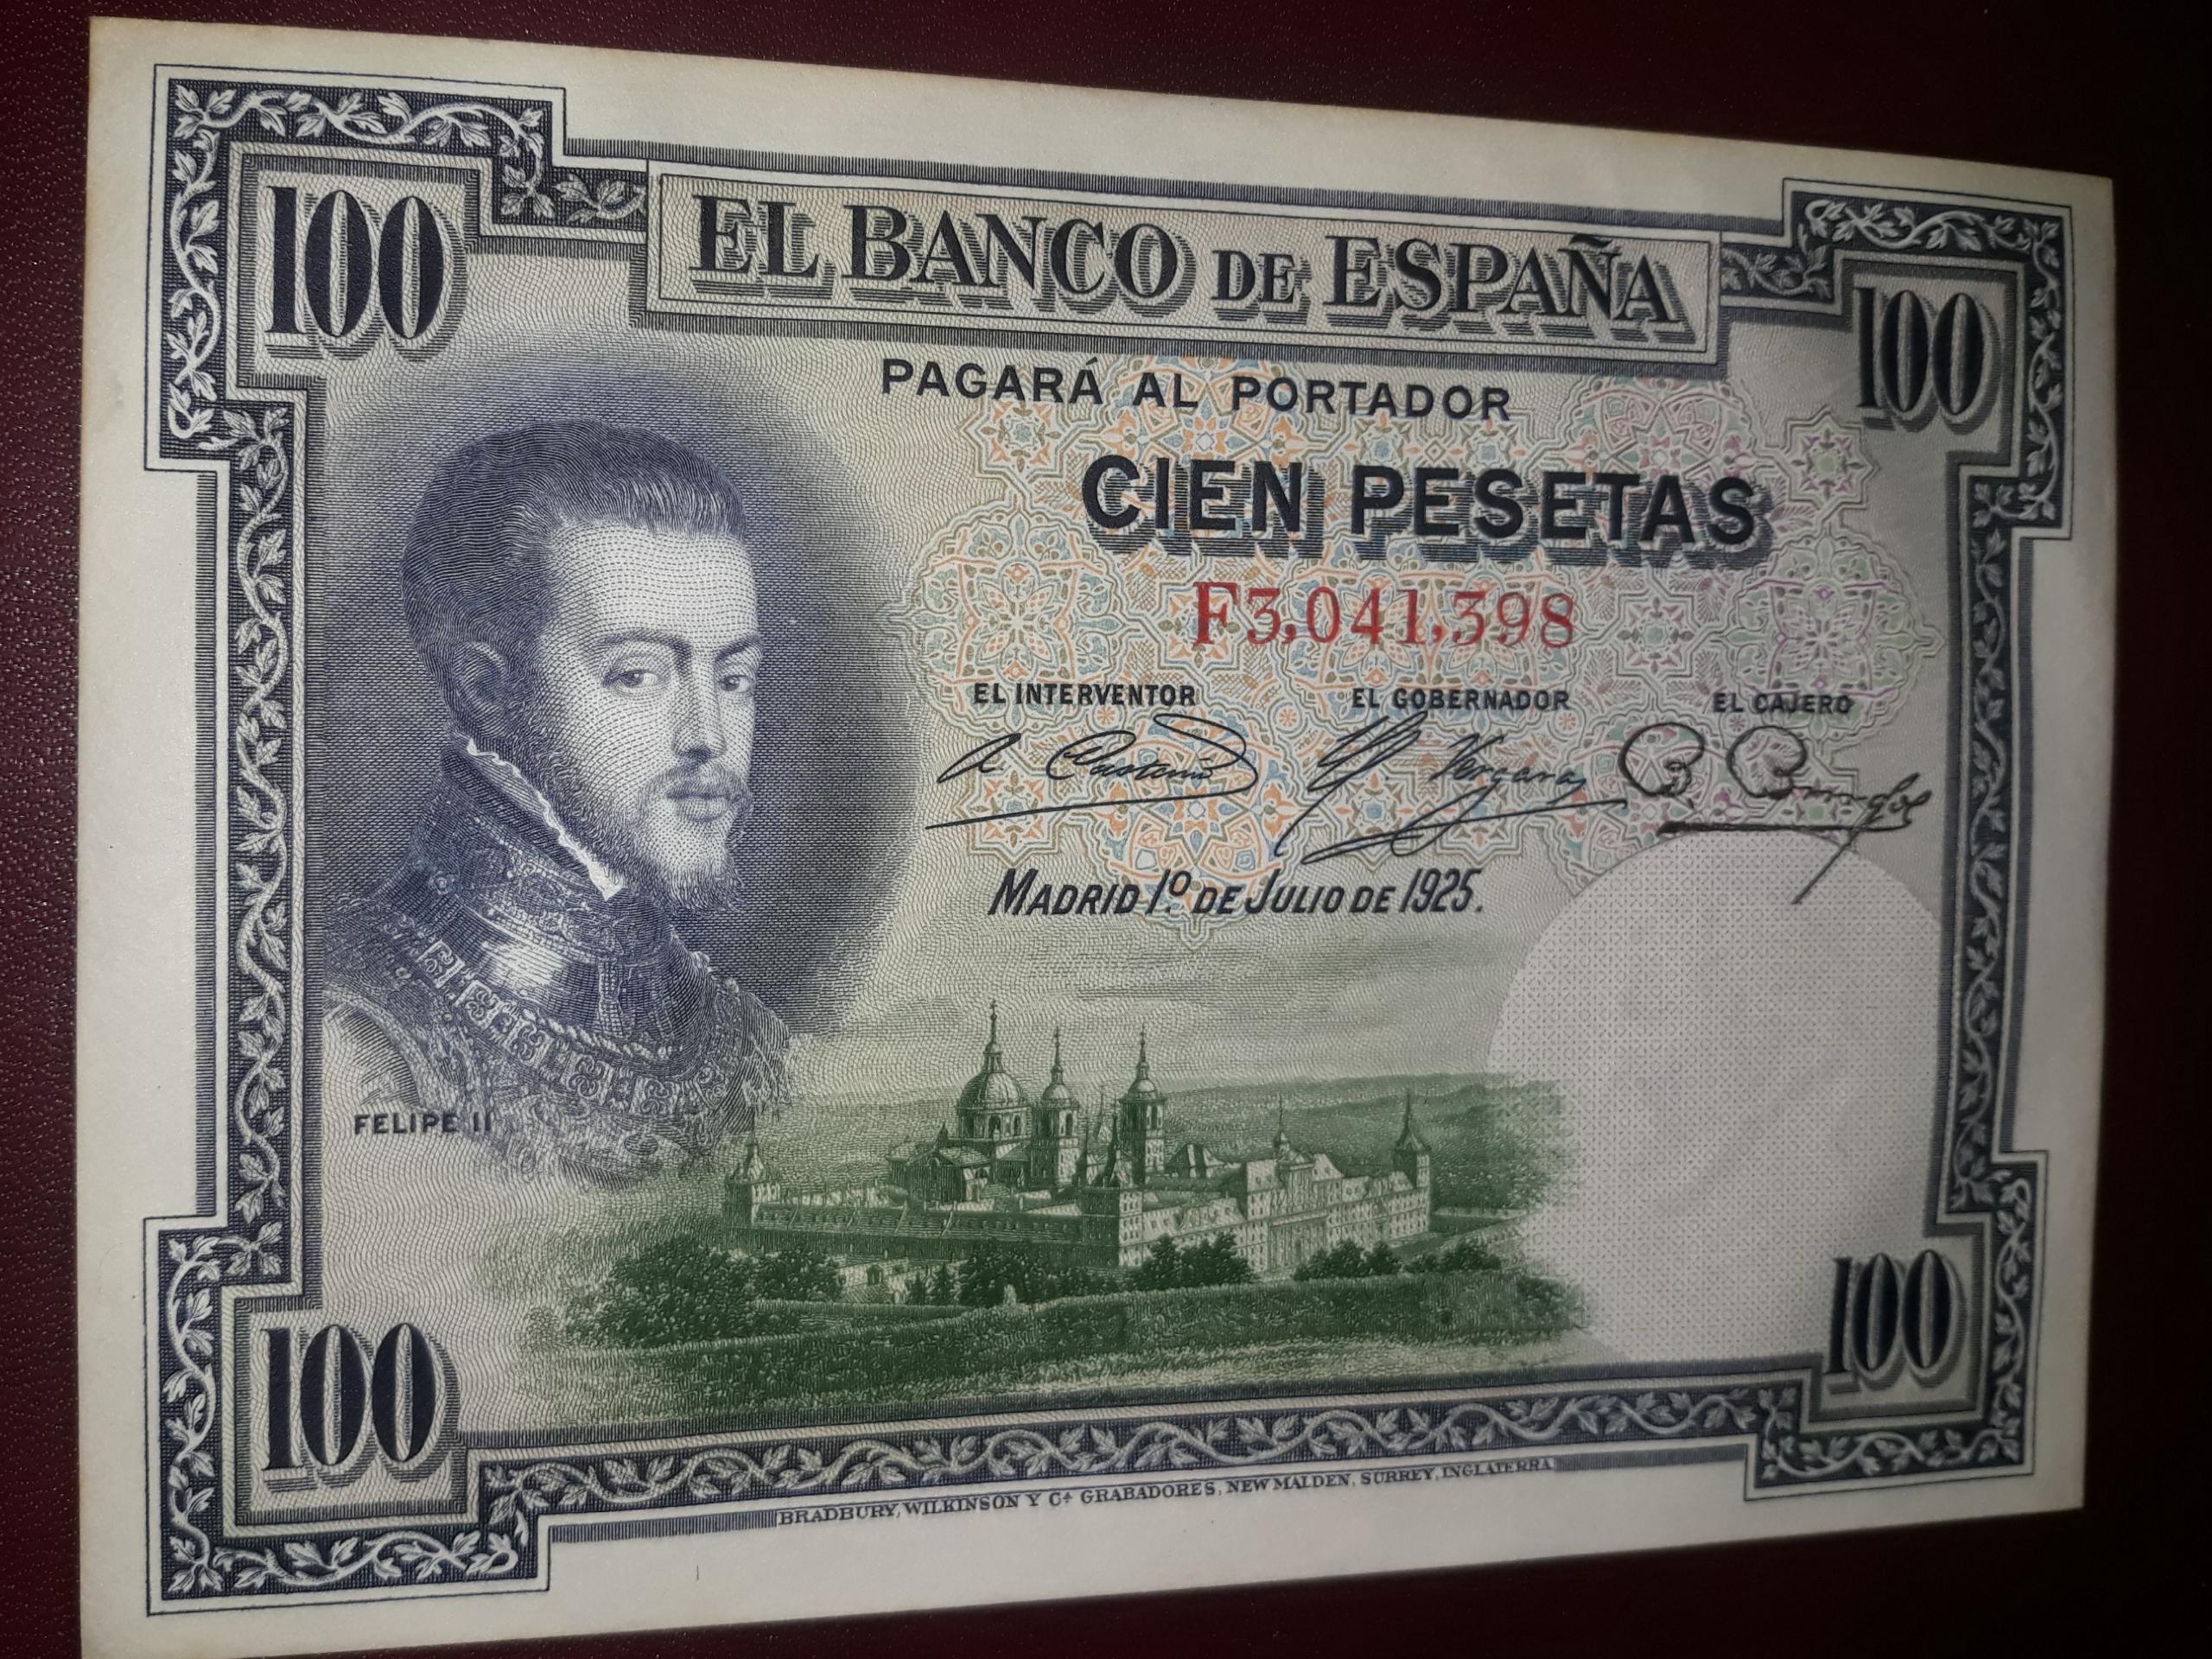 100
EL BANCO DE ESPAÑA
100
PAGARÁ AL PORTADOR
CIEN PESETAS
F3,041,398
EL INTERVENTOR EL GOBERNADOR EL CAJERO
Vergara
MADRID 1º DE JULIO DE 1925.
FELIPE II
100
100
BRADBURY, WILKINSON Y Cª GRABADORES, NEW MALDEN, SURREY, INGLATERRA